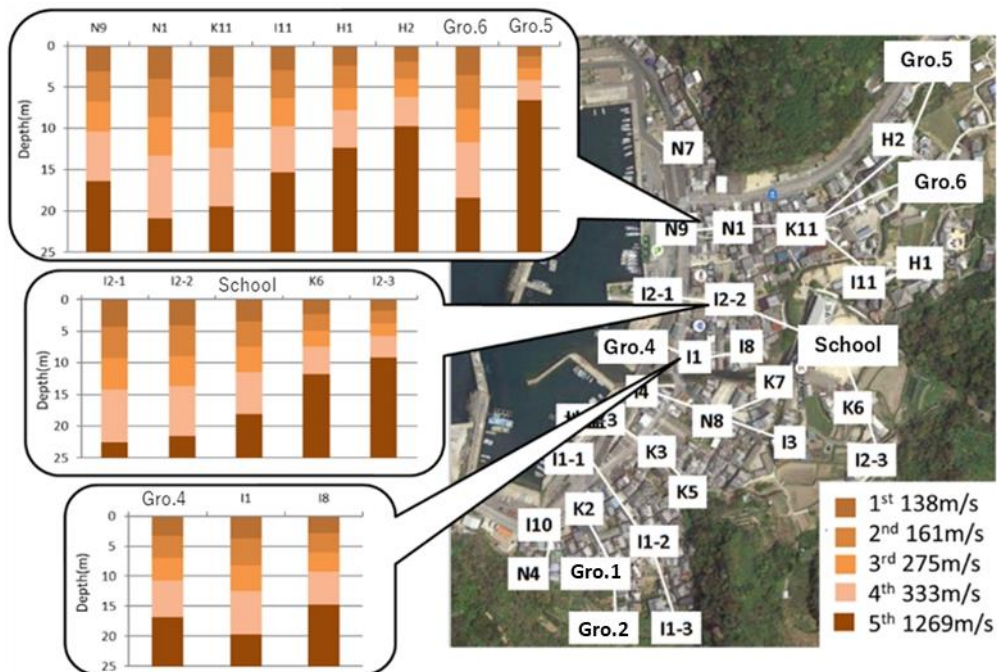 N9 N1 K11 I11 H1 H2 Gro.6 Gro.5
Depth(m)
0
5
10
15
20
25
I2-1 I2-2 School K6 I2-3
Depth(m)
0
5
10
15
20
25
Gro.4 I1 I8
Depth(m)
0
5
10
15
20
25
Gro.5
H2
N7
Gro.6
N9 N1 K11
H1
I11
I2-1 I2-2
Gro.4 I1 I8 School
K7
I4
K6
3 N8
I3
I1-1 K3 I2-3
K5
K2
I10
I1-2
N4 Gro.1
Gro.2 I1-3
1st 138m/s
2nd 161m/s
3rd 275m/s
4th 333m/s
5th 1269m/s